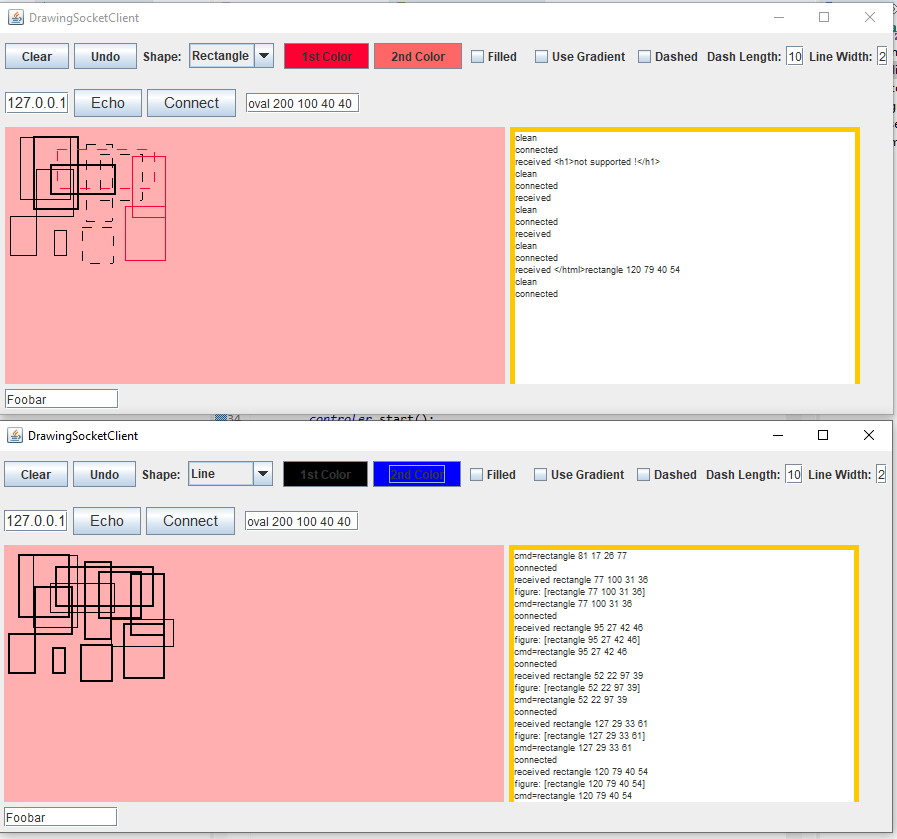 DrawingSocketClient
Clear Undo Shape: Rectangle 1st Color 2nd Color Filled Use Gradient Dashed Dash Length: 10 Line Width: 2
127.0.0.1 Echo Connect oval 200 100 40 40
clean
connected
received <h1>not supported !</h1>
clean
connected
received
clean
connected
received
clean
connected
received </html>rectangle 120 79 40 54
clean
connected
Foobar
34 controler.start();
DrawingSocketClient
Clear Undo Shape: Line 1st Color 2nd Color Filled Use Gradient Dashed Dash Length: 10 Line Width: 2
127.0.0.1 Echo Connect oval 200 100 40 40
cmd=rectangle 81 17 26 77
connected
received rectangle 77 100 31 36
figure: [rectangle 77 100 31 36]
cmd=rectangle 77 100 31 36
connected
received rectangle 95 27 42 46
figure: [rectangle 95 27 42 46]
cmd=rectangle 95 27 42 46
connected
received rectangle 52 22 97 39
figure: [rectangle 52 22 97 39]
cmd=rectangle 52 22 97 39
connected
received rectangle 127 29 33 61
figure: [rectangle 127 29 33 61]
cmd=rectangle 127 29 33 61
connected
received rectangle 120 79 40 54
figure: [rectangle 120 79 40 54]
cmd=rectangle 120 79 40 54
Foobar